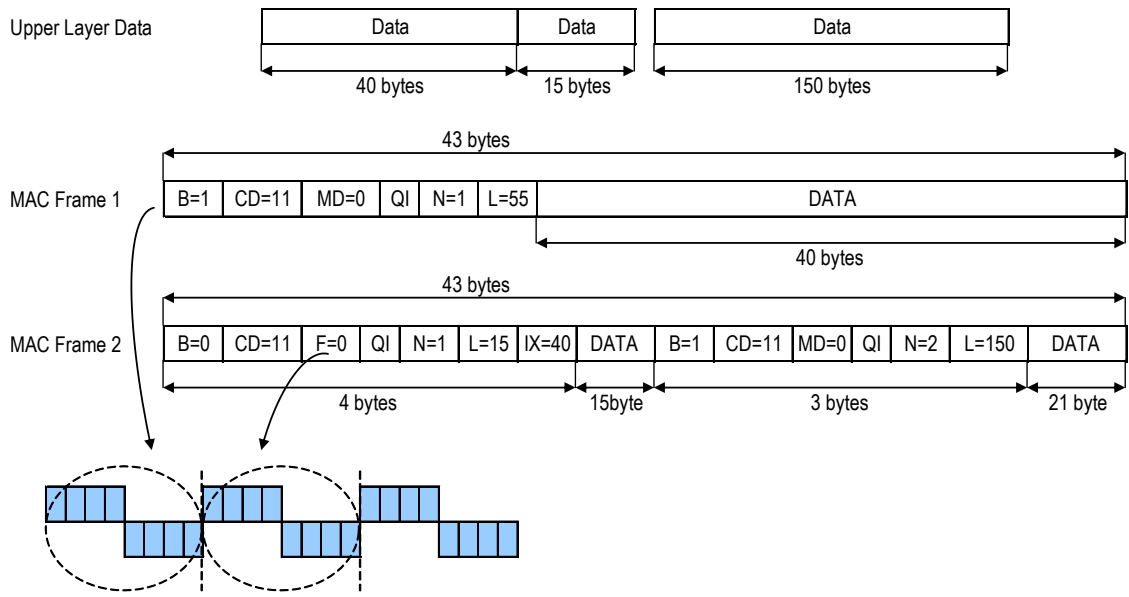 Upper Layer Data Data Data Data
40 bytes 15 bytes 150 bytes
43 bytes
MAC Frame 1 B=1 CD=11 MD=0 QI N=1 L=55 DATA
40 bytes
43 bytes
MAC Frame 2 B=0 CD=11 F=0 QI N=1 L=15 IX=40 DATA B=1 CD=11 MD=0 QI N=2 L=150 DATA
4 bytes 15byte 3 bytes 21 byte